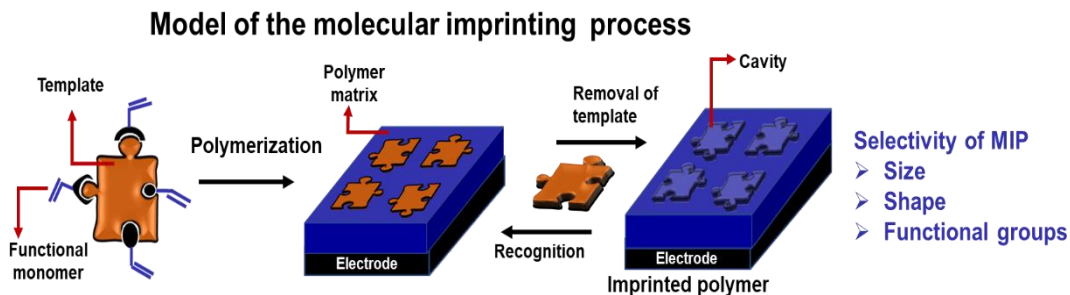 Model of the molecular imprinting process
Template
Functional
monomer
Polymerization
Polymer
matrix
Electrode
Removal of
template
Recognition
Cavity
Electrode
Imprinted polymer
Selectivity of MIP
➢ Size
➢ Shape
➢ Functional groups